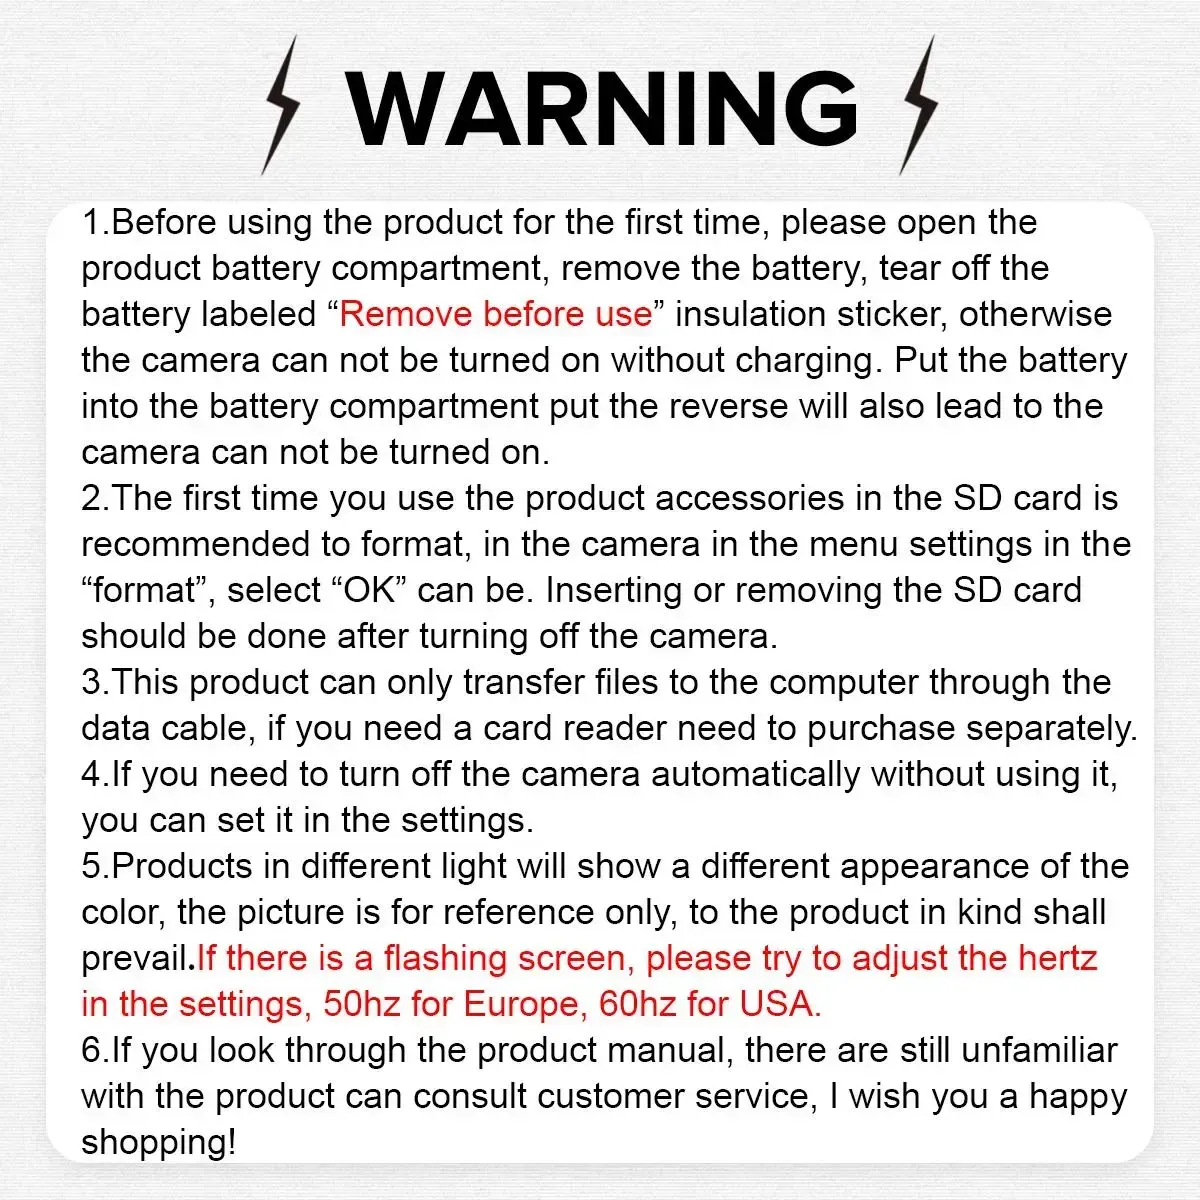 WARNING
1.Before using the product for the first time, please open the
product battery compartment, remove the battery, tear off the
battery labeled “Remove before use” insulation sticker, otherwise
the camera can not be turned on without charging. Put the battery
into the battery compartment put the reverse will also lead to the
camera can not be turned on.
2.The first time you use the product accessories in the SD card is
recommended to format, in the camera in the menu settings in the
“format”, select “OK” can be. Inserting or removing the SD card
should be done after turning off the camera.
3.This product can only transfer files to the computer through the
data cable, if you need a card reader need to purchase separately.
4.If you need to turn off the camera automatically without using it,
you can set it in the settings.
5.Products in different light will show a different appearance of the
color, the picture is for reference only, to the product in kind shall
prevail.If there is a flashing screen, please try to adjust the hertz
in the settings, 50hz for Europe, 60hz for USA.
6.If you look through the product manual, there are still unfamiliar
with the product can consult customer service, I wish you a happy
shopping!